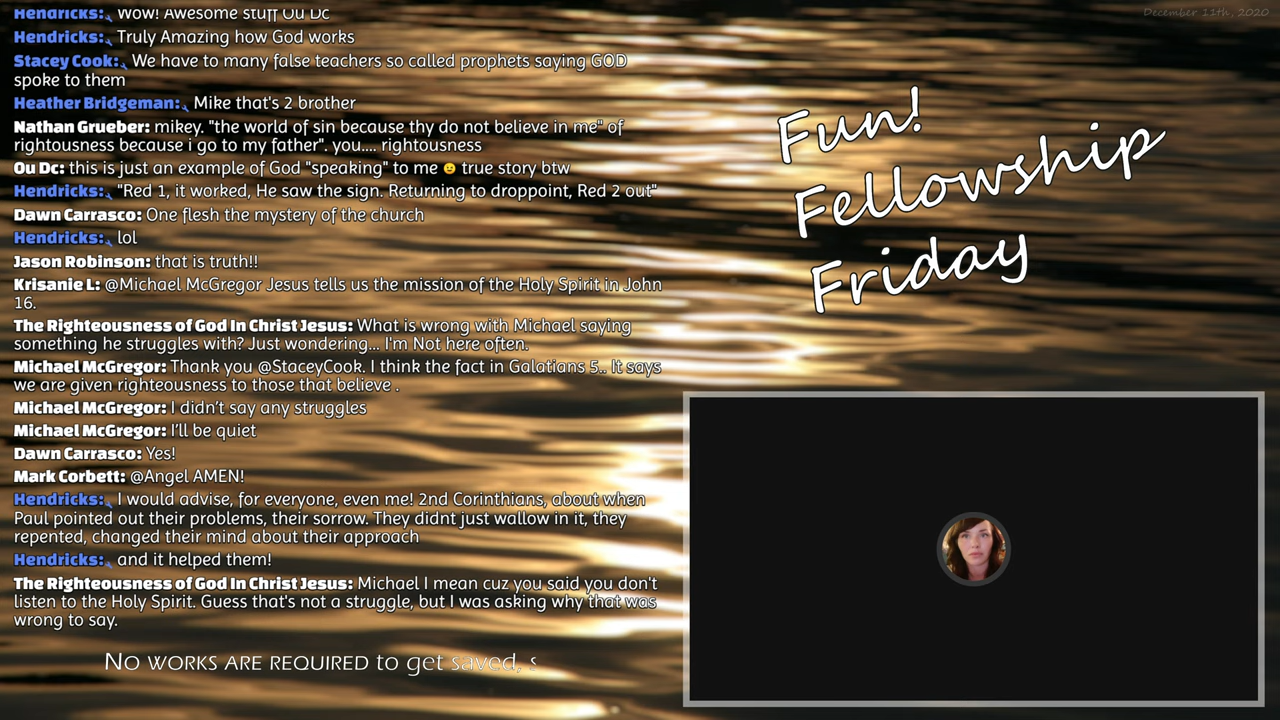 Hendricks: Wow! Awesome stuff Ou Dc
Hendricks: Truly Amazing how God works
Stacey Cook: We have to many false teachers so called prophets saying GOD
spoke to them
Heather Bridgeman: Mike that's 2 brother
Nathan Grueber: mikey. "the world of sin because thy do not believe in me" of
rightousness because i go to my father". you.... rightousness
Ou Dc: this is just an example of God "speaking" to me 😉 true story btw
Hendricks: "Red 1, it worked, He saw the sign. Returning to droppoint, Red 2 out"
Dawn Carrasco: One flesh the mystery of the church
Hendricks: lol
Jason Robinson: that is truth!!
Krisanie L: @Michael McGregor Jesus tells us the mission of the Holy Spirit in John
16.
The Righteousness of God In Christ Jesus: What is wrong with Michael saying
something he struggles with? Just wondering... I'm Not here often.
Michael McGregor: Thank you @StaceyCook. I think the fact in Galatians 5.. It says
we are given righteousness to those that believe .
Michael McGregor: I didn't say any struggles
Michael McGregor: I'll be quiet
Dawn Carrasco: Yes!
Mark Corbett: @Angel AMEN!
Hendricks: I would advise, for everyone, even me! 2nd Corinthians, about when
Paul pointed out their problems, their sorrow. They didnt just wallow in it, they
repented, changed their mind about their approach
Hendricks: and it helped them!
The Righteousness of God In Christ Jesus: Michael I mean cuz you said you don't
listen to the Holy Spirit. Guess that's not a struggle, but I was asking why that was
wrong to say.
No WORKS ARE REQUIRED to get saved, s
December 11th, 2020
Fun!
Fellowship
Friday